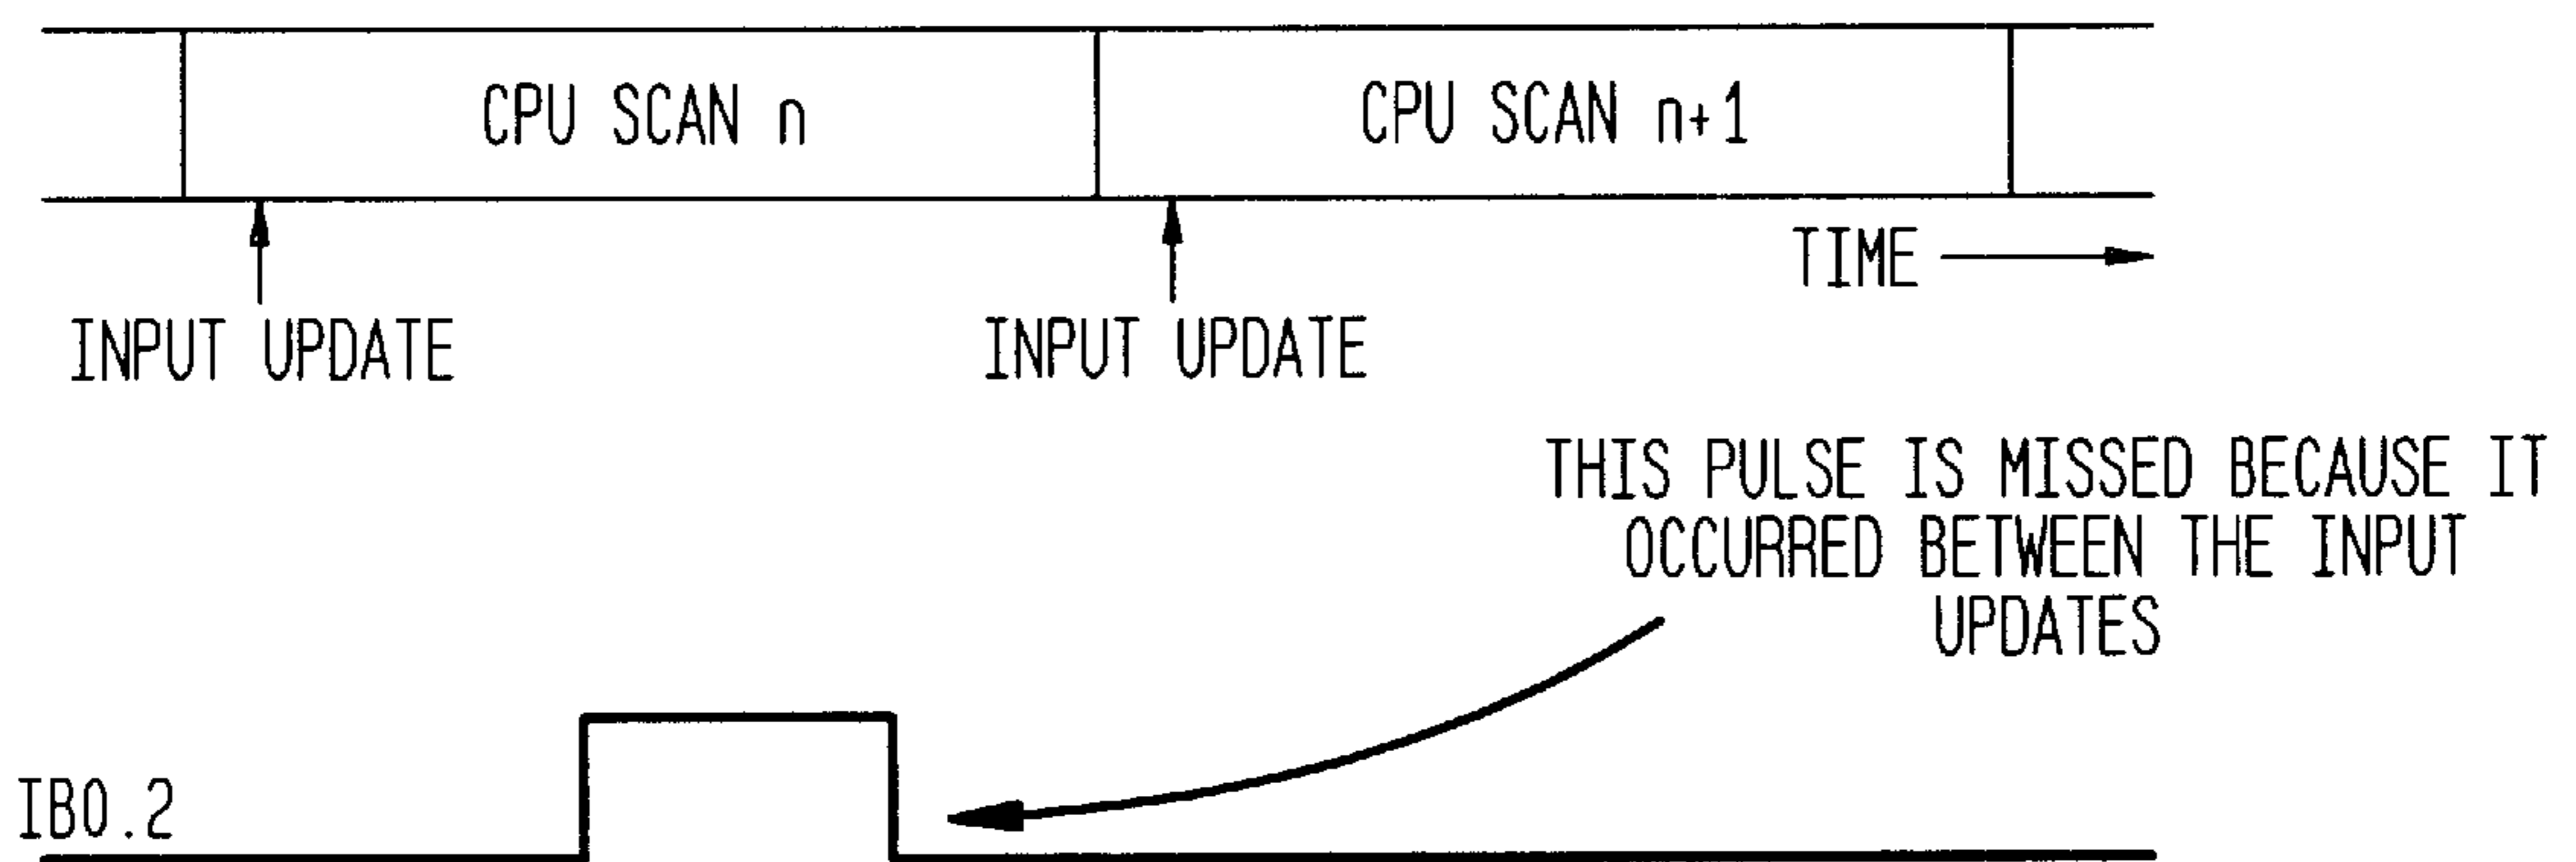 CPU SCAN n
CPU SCAN n+1
TIME
INPUT UPDATE
INPUT UPDATE
THIS PULSE IS MISSED BECAUSE IT
OCCURRED BETWEEN THE INPUT
UPDATES
IB0.2